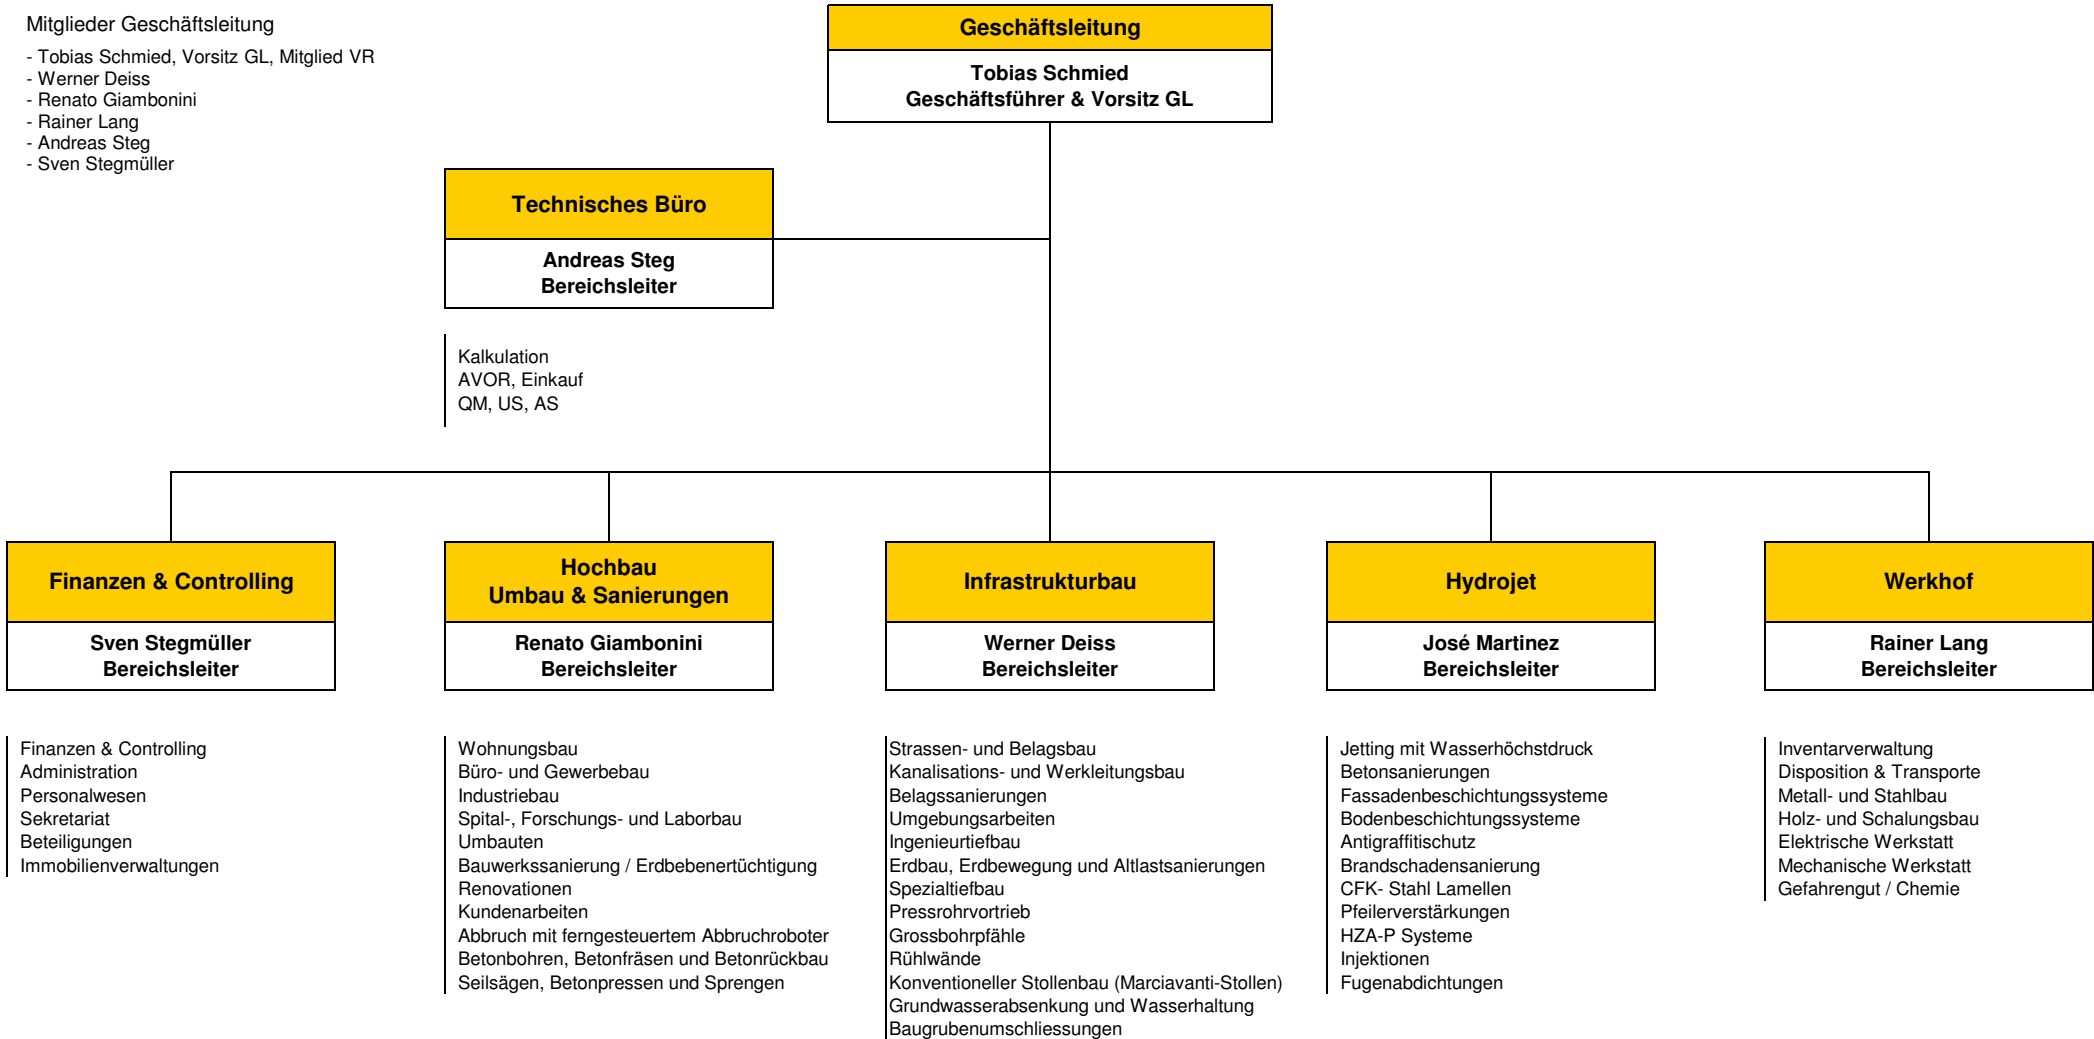 Mitglieder Geschäftsleitung
- Tobias Schmied, Vorsitz GL, Mitglied VR
- Werner Deiss
- Renato Giambonini
- Rainer Lang
- Andreas Steg
- Sven Stegmüller
Geschäftsleitung
Tobias Schmied
Geschäftsführer & Vorsitz GL
Technisches Büro
Andreas Steg
Bereichsleiter
Kalkulation
AVOR, Einkauf
QM, US, AS
Finanzen & Controlling
Sven Stegmüller
Bereichsleiter
Finanzen & Controlling
Administration
Personalwesen
Sekretariat
Beteiligungen
Immobilienverwaltungen
Hochbau
Umbau & Sanierungen
Renato Giambonini
Bereichsleiter
Wohnungsbau
Büro- und Gewerbebau
Industriebau
Spital-, Forschungs- und Laborbau
Umbauten
Bauwerkssanierung / Erdbebenertüchtigung
Renovationen
Kundenarbeiten
Abbruch mit ferngesteuertem Abbruchroboter
Betonbohren, Betonfräsen und Betonrückbau
Seilsägen, Betonpressen und Sprengen
Infrastrukturbau
Werner Deiss
Bereichsleiter
Strassen- und Belagsbau
Kanalisations- und Werkleitungsbau
Belagssanierungen
Umgebungsarbeiten
Ingenieurtiefbau
Erdbau, Erdbewegung und Altlastsanierungen
Spezialtiefbau
Pressrohrvortrieb
Grossbohrpfähle
Rühlwände
Konventioneller Stollenbau (Marciavanti-Stollen)
Grundwasserabsenkung und Wasserhaltung
Baugrubenumschliessungen
Hydrojet
José Martinez
Bereichsleiter
Jetting mit Wasserhöchstdruck
Betonsanierungen
Fassadenbeschichtungssysteme
Bodenbeschichtungssysteme
Antigraffitischutz
Brandschadensanierung
CFK- Stahl Lamellen
Pfeilerverstärkungen
HZA-P Systeme
Injektionen
Fugenabdichtungen
Werkhof
Rainer Lang
Bereichsleiter
Inventarverwaltung
Disposition & Transporte
Metall- und Stahlbau
Holz- und Schalungsbau
Elektrische Werkstatt
Mechanische Werkstatt
Gefahrengut / Chemie